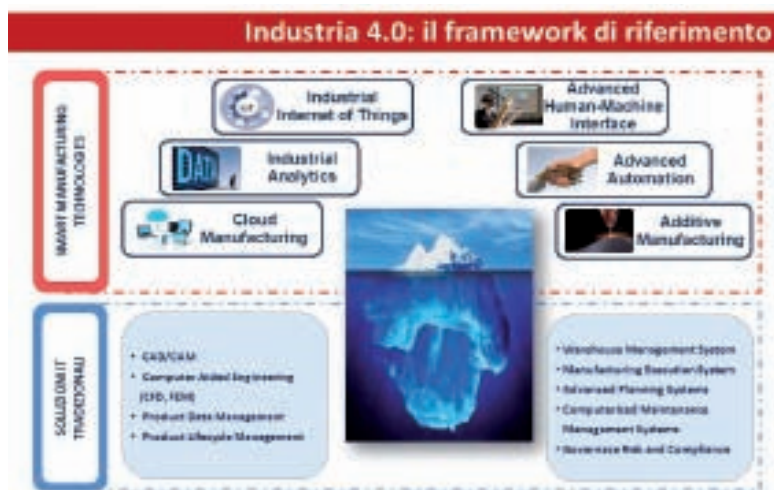 Industria 4.0: il framework di riferimento
SMART MANUFACTURING
TECHNOLOGIES
Industrial
Internet of Things
Industrial
Analytics
Cloud
Manufacturing
Advanced
Human-Machine
Interface
Advanced
Automation
Additive
Manufacturing
SOLUZIONI IT
TRADIZIONALI
• CAD/CAM
• Computer Aided Engineering
(CFD, FEM)
• Product Data Management
• Product Lifecycle Management
• Warehouse Management System
• Manufacturing Execution System
• Advanced Planning Systems
• Computerised Maintenance
Management Systems
• Governace Risk and Compliance